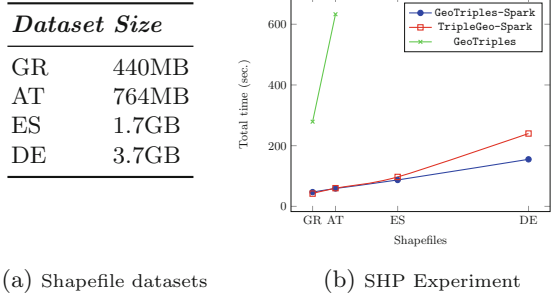 Dataset Size
GR 440MB
AT 764MB
ES 1.7GB
DE 3.7GB
(a) Shapefile datasets
GeoTriples-Spark
TripleGeo-Spark
GeoTriples
Total time (sec.)
600
400
200
0
GR AT ES DE
Shapefiles
(b) SHP Experiment